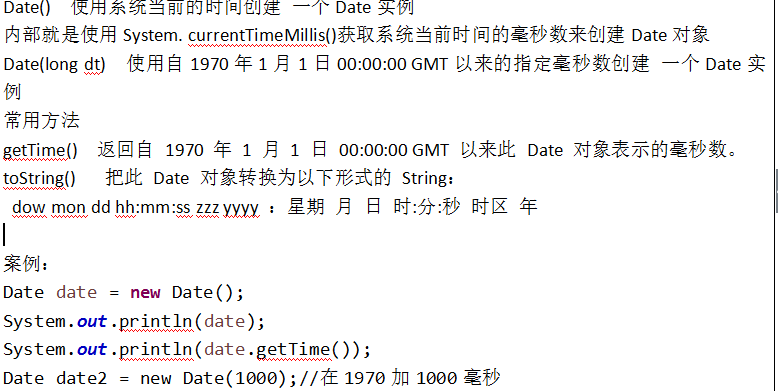 Date()    使用系统当前的时间创建 一个 Date 实例
内部就是使用 System. currentTimeMillis()获取系统当前时间的毫秒数来创建 Date 对象
Date(long dt)    使用自 1970 年 1 月 1 日 00:00:00 GMT 以来的指定毫秒数创建 一个 Date 实
例
常用方法
getTime()    返回自  1970  年  1  月  1  日  00:00:00 GMT  以来此  Date  对象表示的毫秒数。
toString()      把此  Date  对象转换为以下形式的  String：
dow mon dd hh:mm:ss zzz yyyy  ：星期  月  日  时:分:秒  时区  年
案例：
Date date = new Date();
System.out.println(date);
System.out.println(date.getTime());
Date date2 = new Date(1000);//在 1970 加 1000 毫秒